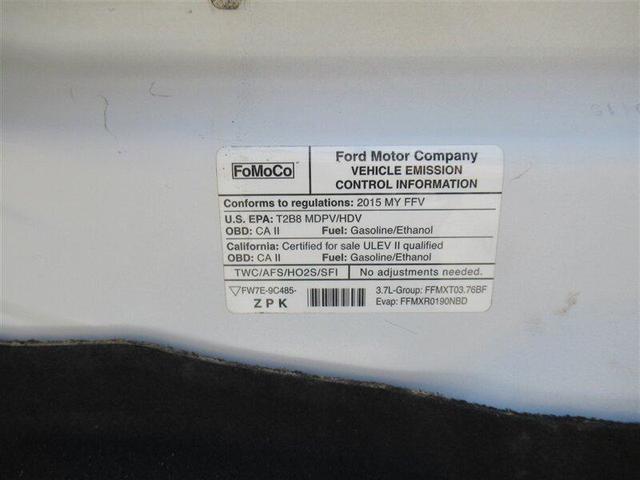 FoMoCo
Ford Motor Company
VEHICLE EMISSION
CONTROL INFORMATION
Conforms to regulations: 2015 MY FFV
U.S. EPA: T2B8 MDPV/HDV
OBD: CA II Fuel: Gasoline/Ethanol
California: Certified for sale ULEV II qualified
OBD: CA II Fuel: Gasoline/Ethanol
TWC/AFS/HO2S/SFI No adjustments needed.
FW7E-9C485-
ZPK
3.7L-Group: FFMXT03.76BF
Evap: FFMXR0190NBD